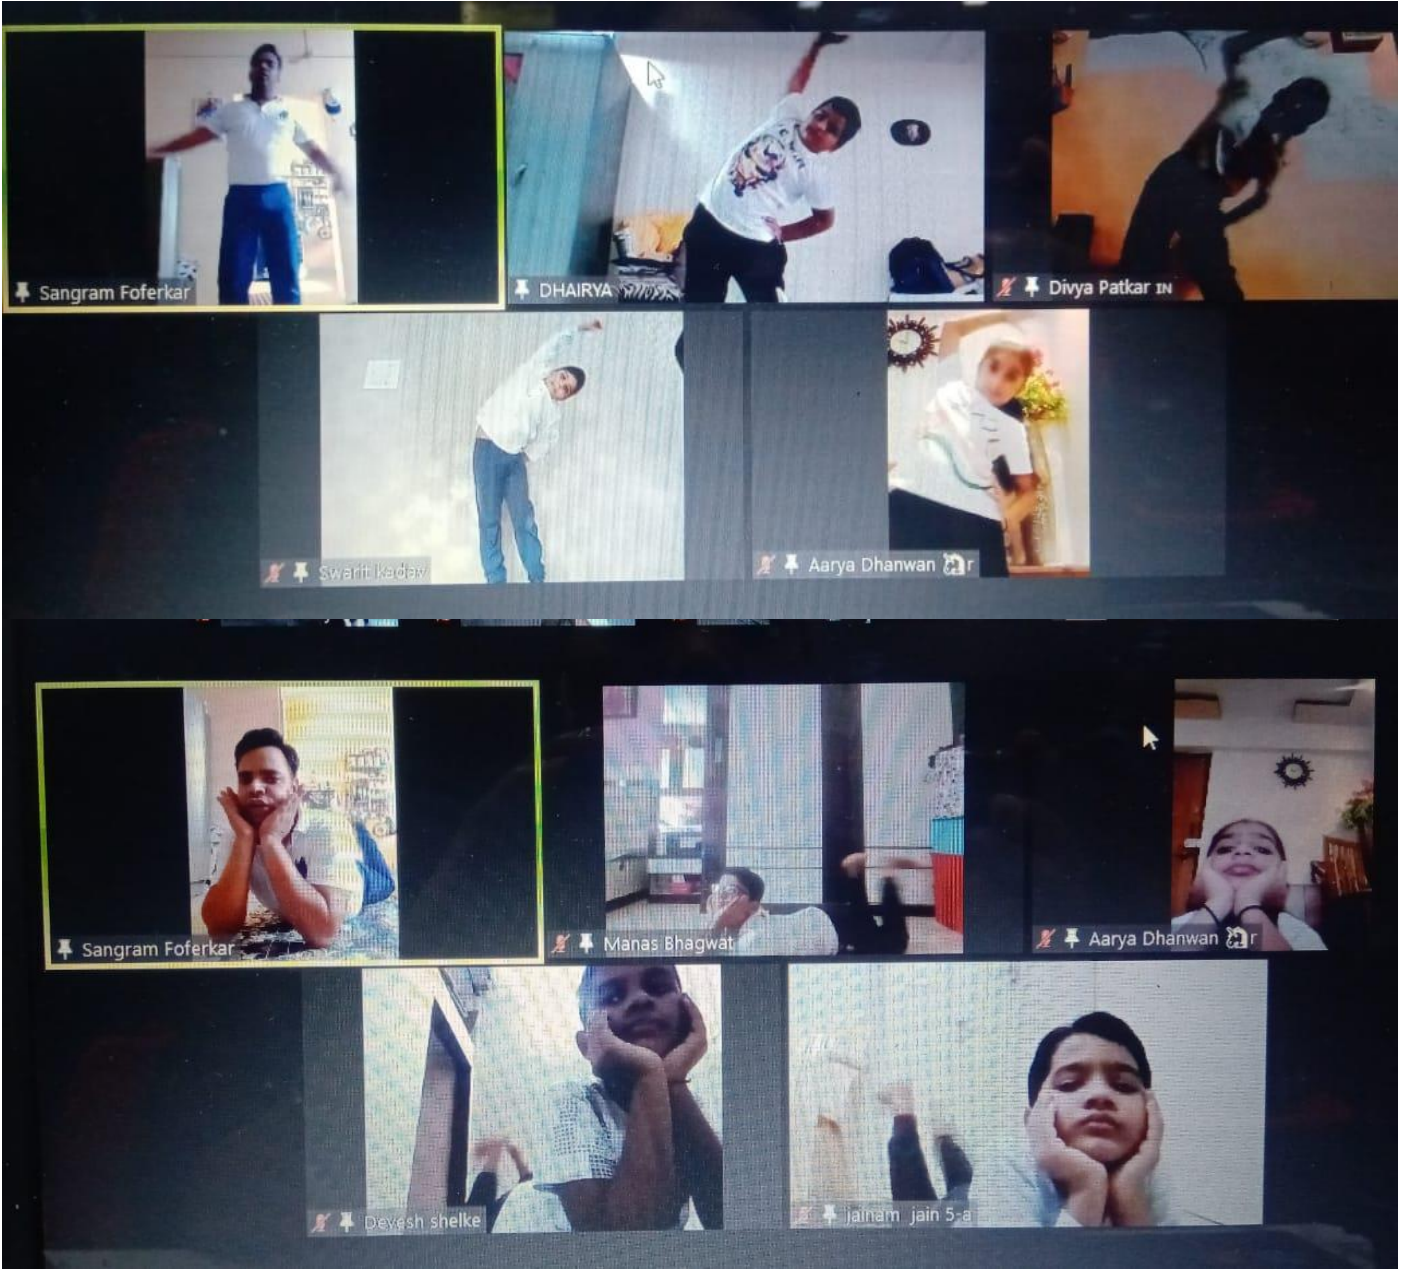 Sangram Foferkar
DHAIRYA
Divya Patkar IN
Swarit kadav
Aarya Dhanwan r
Sangram Foferkar
Manas Bhagwat
Aarya Dhanwan r
Devesh shelke
jainam jain 5-a